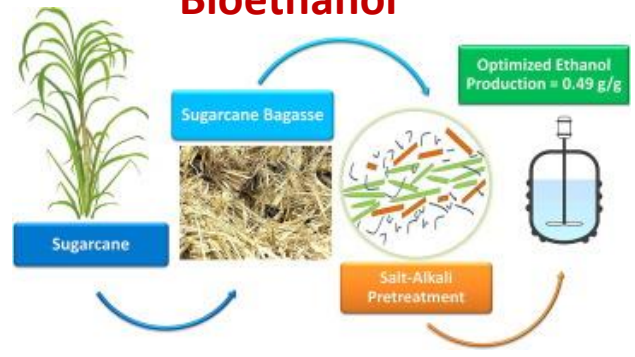 Bioethanol
Optimized Ethanol
Production = 0.49 g/g
Sugarcane Bagasse
Sugarcane
Salt-Alkali
Pretreatment